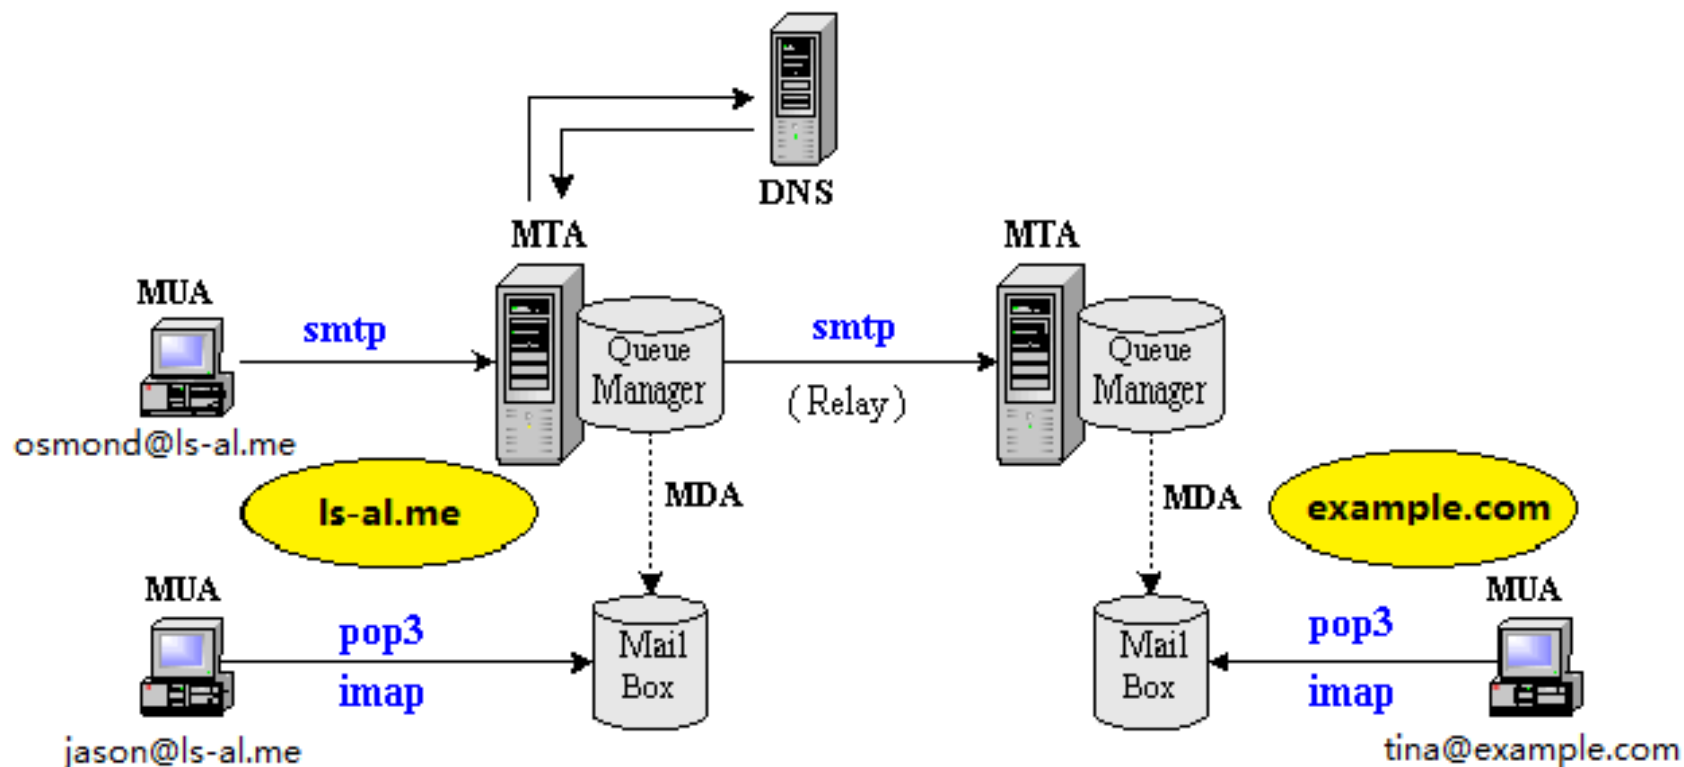 DNS
MTA
MTA
MUA
smtp
smtp
Queue
Manager
Queue
Manager
(Relay)
osmond@ls-al.me
ls-al.me
MDA
MDA
example.com
MUA
MUA
pop3
imap
Mail
Box
Mail
Box
pop3
imap
jason@ls-al.me
tina@example.com